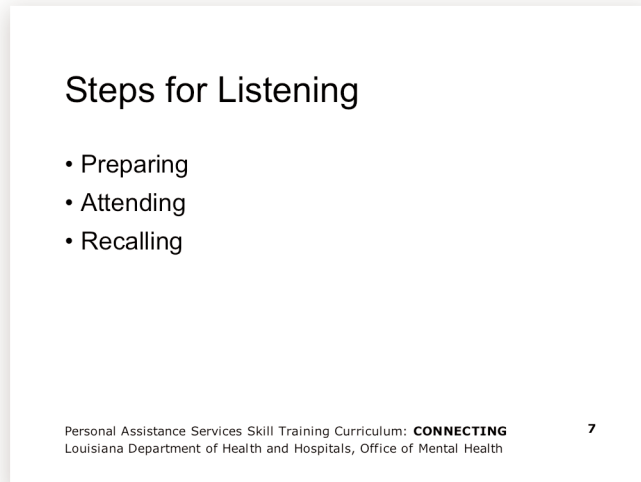 Steps for Listening
• Preparing
• Attending
• Recalling
Personal Assistance Services Skill Training Curriculum: CONNECTING 7
Louisiana Department of Health and Hospitals, Office of Mental Health